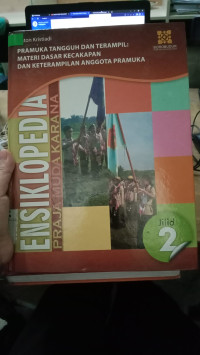 PRAMUKA TANGGUH DAN TERAMPIL:
MATERI DASAR KECAKAPAN
DAN KETERAMPILAN ANGGOTA PRAMUKA
ENSIKLOPEDIA
PRAJA MUDA KARANA
Jilid
2